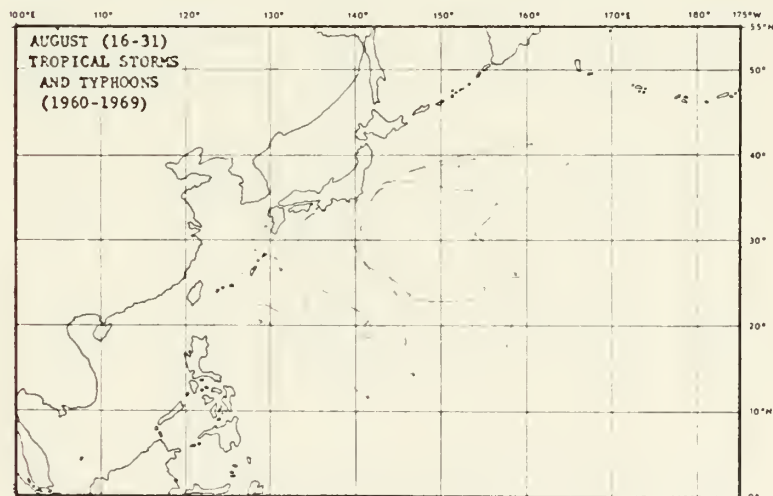 100°E 110° 120° 130° 140° 150° 160° 170°E 180° 175°W
55°N
AUGUST (16-31)
TROPICAL STORMS
AND TYPHOONS
(1960-1969)
50°
40°
30°
20°
10°N
0°